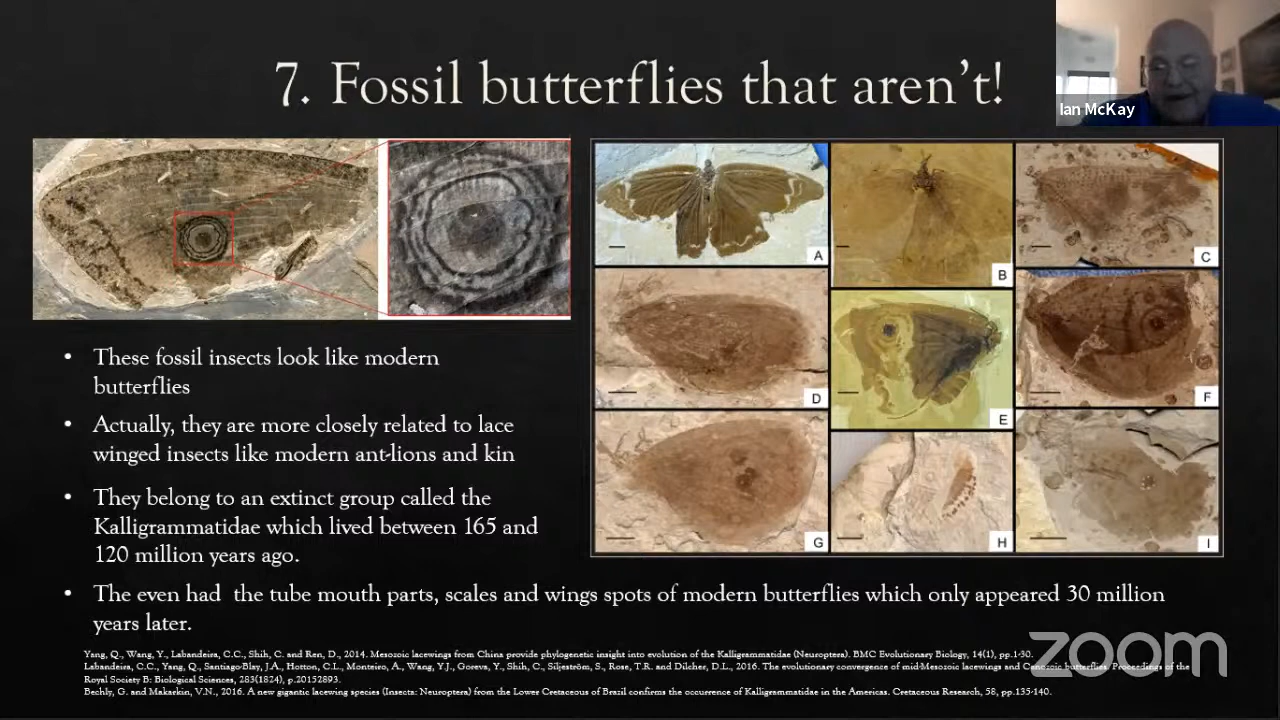 7. Fossil butterflies that aren't!
Ian McKay
A
B
C
D
E
F
G
H
I
• These fossil insects look like modern
butterflies
• Actually, they are more closely related to lace
winged insects like modern ant-lions and kin
• They belong to an extinct group called the
Kalligrammatidae which lived between 165 and
120 million years ago.
• The even had the tube mouth parts, scales and wings spots of modern butterflies which only appeared 30 million
years later.
Yang, Q., Wang, Y., Labandeira, C.C., Shih, C. and Ren, D., 2014. Mesozoic lacewings from China provide phylogenetic insight into evolution of the Kalligrammatidae (Neuroptera). BMC Evolutionary Biology, 14(1), pp.1-30.
Labandeira, C.C., Yang, Q., Santiago-Blay, J.A., Hotton, C.L., Monteiro, A., Wang, Y.J., Goreva, Y., Shih, C., Siljeström, S., Rose, T.R. and Dilcher, D.L., 2016. The evolutionary convergence of mid-Mesozoic lacewings and Cenozoic butterflies. Proceedings of the
Royal Society B: Biological Sciences, 283(1824), p.20152893.
Bechly, G. and Makarkin, V.N., 2016. A new gigantic lacewing species (Insecta: Neuroptera) from the Lower Cretaceous of Brazil confirms the occurrence of Kalligrammatidae in the Americas. Cretaceous Research, 58, pp.135-140.
zoom